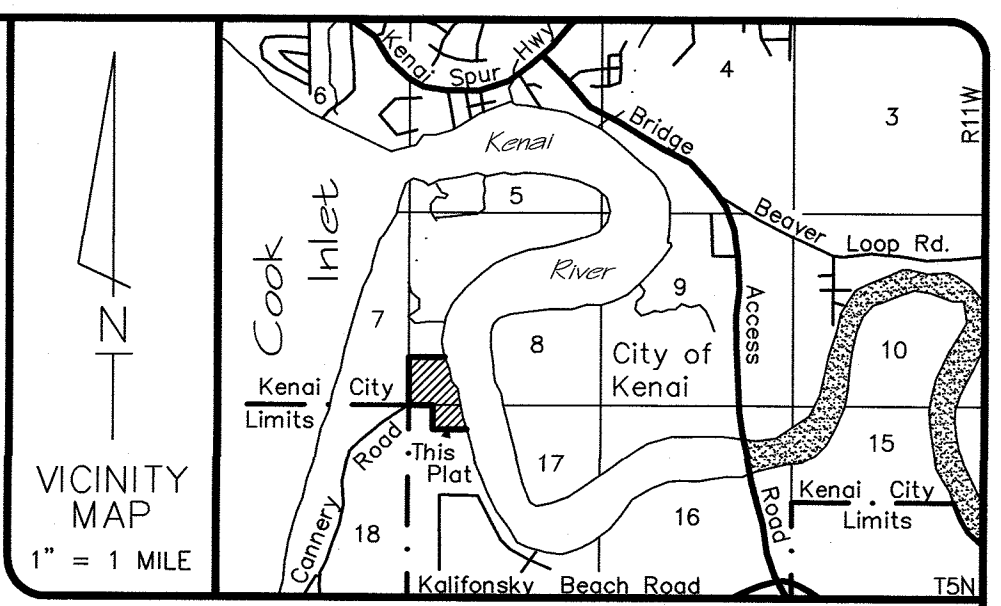 N
VICINITY
MAP
1" = 1 MILE
Kenai Spur Hwy
6
4
3
R11W
Bridge
Kenai
5
Cook
Inlet
Beaver
Loop Rd.
River
9
7
Access
8
10
City of
Kenai
Kenai City
Limits
Road
This
Plat
17
15
Kenai City
Limits
Cannery
18
16
Road
Kalifonsky Beach Road
T5N